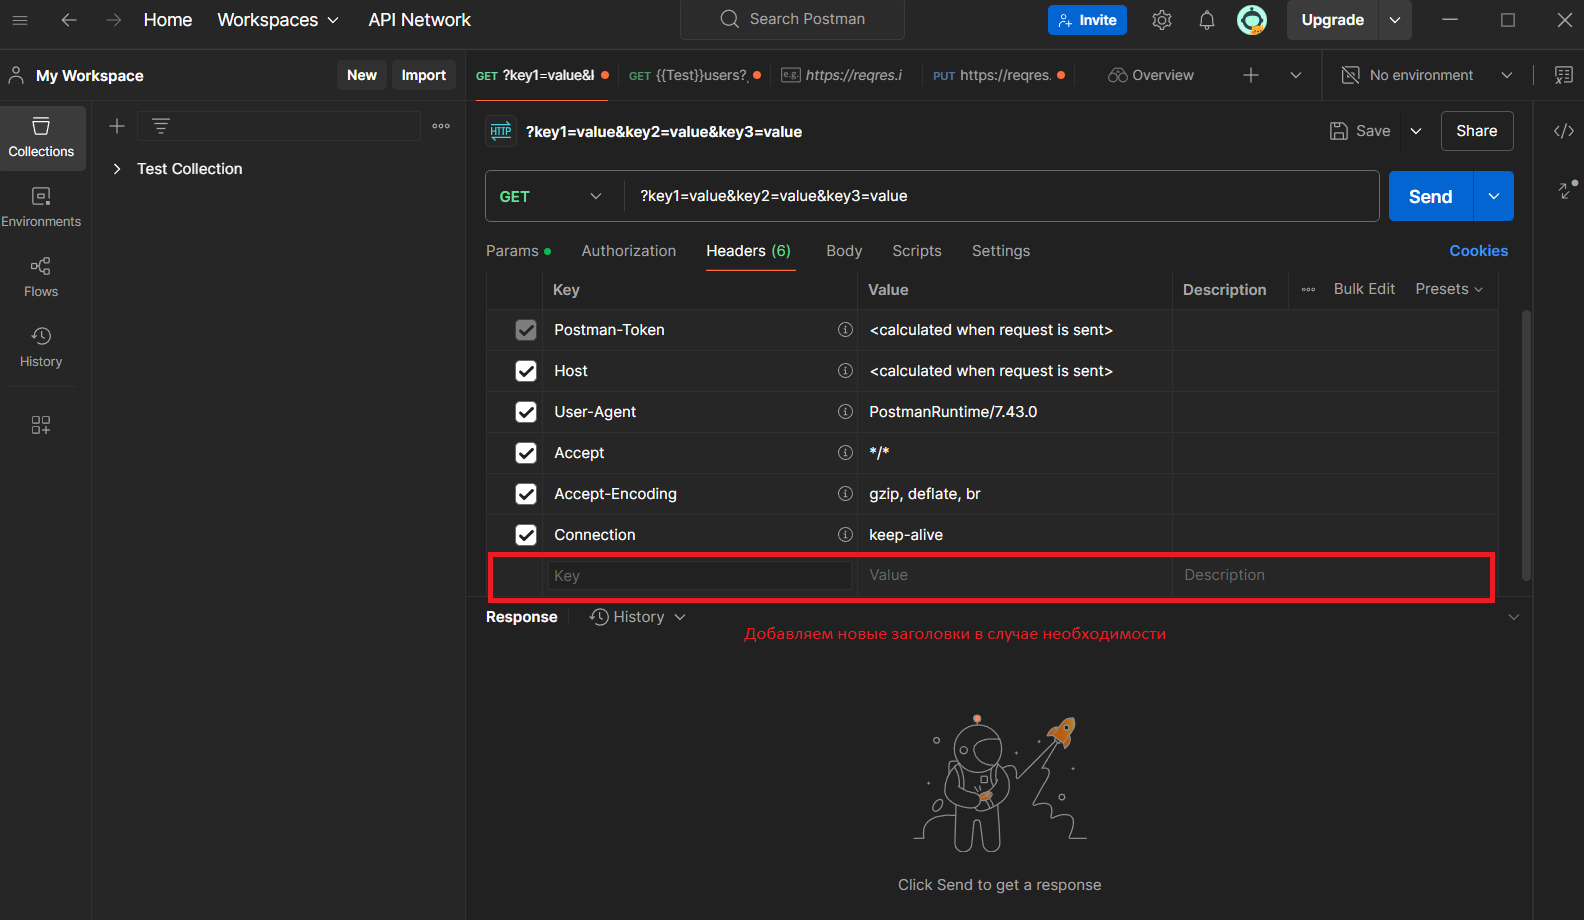 Home Workspaces API Network Search Postman Invite Upgrade
My Workspace New Import GET ?key1=value&k GET {{Test}}users?, e.g. https://reqres.i PUT https://reqres. Overview No environment
Collections
Environments
Flows
History
Test Collection
HTTP ?key1=value&key2=value&key3=value Save Share
GET ?key1=value&key2=value&key3=value Send
Params Authorization Headers (6) Body Scripts Settings Cookies
Key Value Description Bulk Edit Presets
Postman-Token <calculated when request is sent>
Host <calculated when request is sent>
User-Agent PostmanRuntime/7.43.0
Accept */*
Accept-Encoding gzip, deflate, br
Connection keep-alive
Key Value Description
Response History
Добавляем новые заголовки в случае необходимости
Click Send to get a response